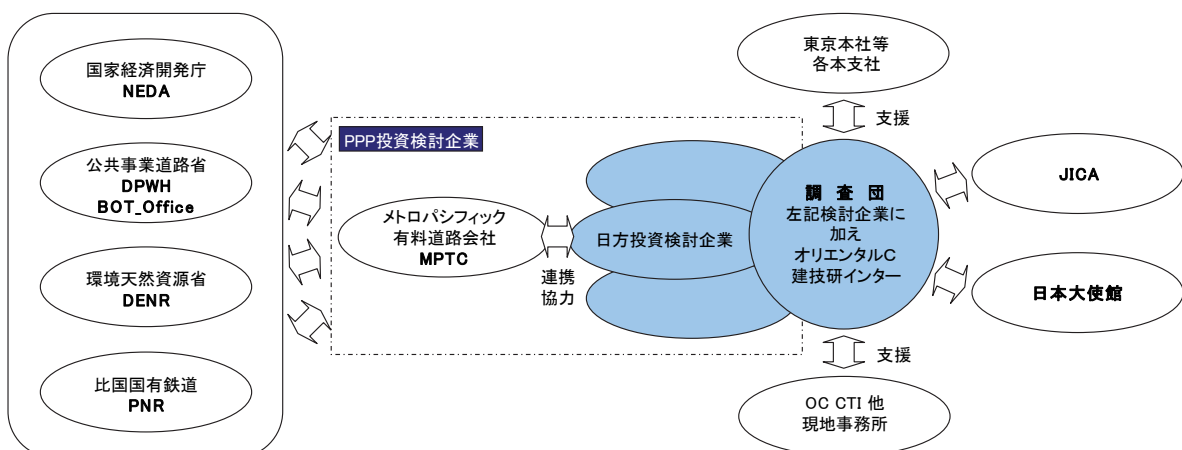 国家経済開発庁
NEDA
公共事業道路省
DPWH
BOT_Office
環境天然資源省
DENR
比国国有鉄道
PNR
PPP投資検討企業
メトロパシフィック
有料道路会社
MPTC
連携
協力
日方投資検討企業
東京本社等
各本支社
支援
調 査 団
左記検討企業に
加え
オリエンタルC
建技研インター
支援
OC CTI 他
現地事務所
JICA
日本大使館